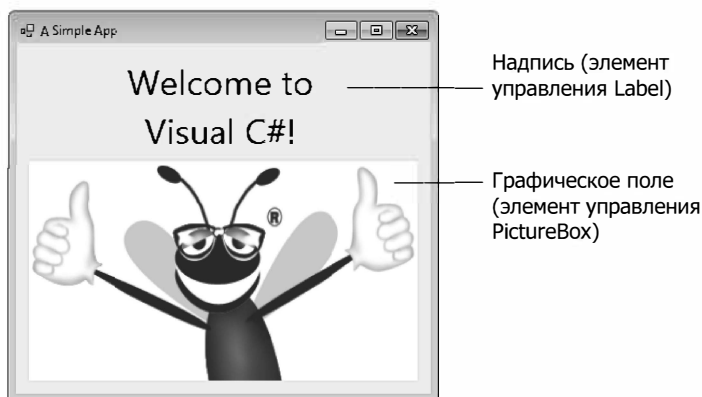 A Simple App
Welcome to
Visual C#!
®
Надпись (элемент
управления Label)
Графическое поле
(элемент управления
PictureBox)